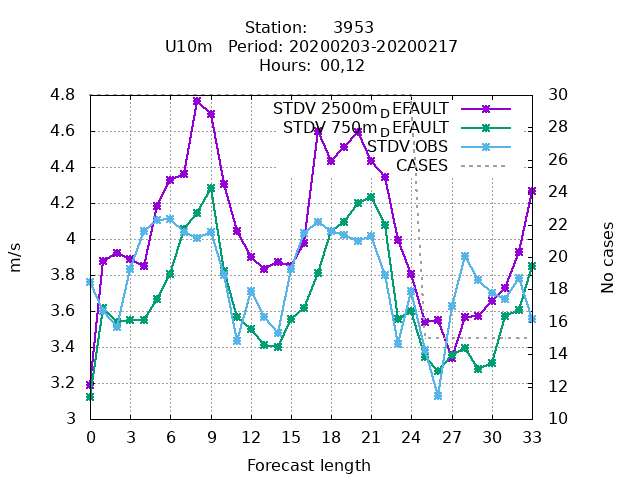 Station: 3953
U10m Period: 20200203-20200217
Hours: 00,12
4.8 30
STDV 2500m_DEFAULT
4.6 28
STDV 750m_DEFAULT
STDV OBS
4.4 26
CASES
4.2 24
22
4 20
3.8 18
3.6 16
3.4 14
3.2 12
3 10
m/s
No cases
0 3 6 9 12 15 18 21 24 27 30 33
Forecast length